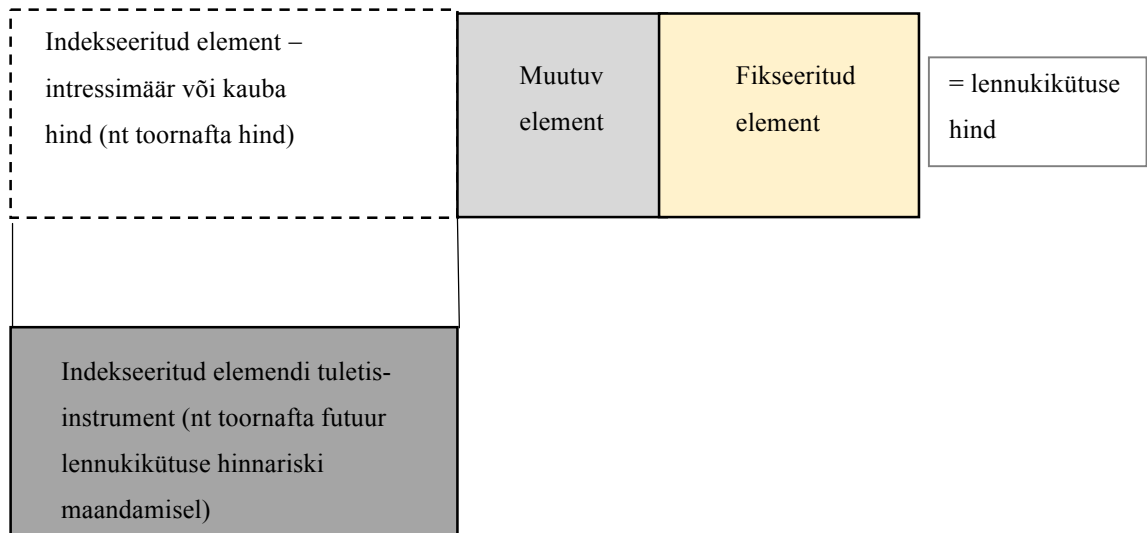 Indekseeritud element –
intressimäär või kauba
hind (nt toornafta hind)
Muutuv
element
Fikseeritud
element
= lennukikütuse
hind
Indekseeritud elemendi tuletis-
instrument (nt toornafta futuur
lennukikütuse hinnariski
maandamisel)